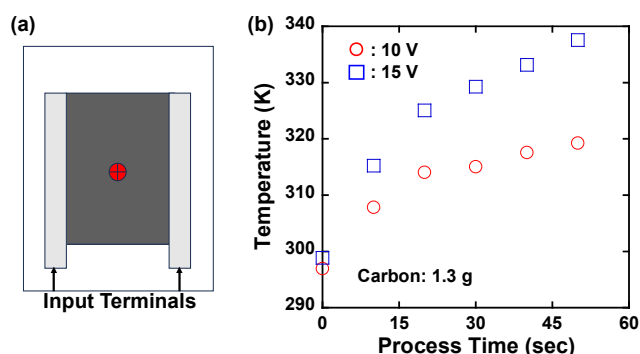 (a)
Input Terminals
(b)
Temperature (K)
340
330
320
310
300
290
: 10 V
: 15 V
Carbon: 1.3 g
0 15 30 45 60
Process Time (sec)